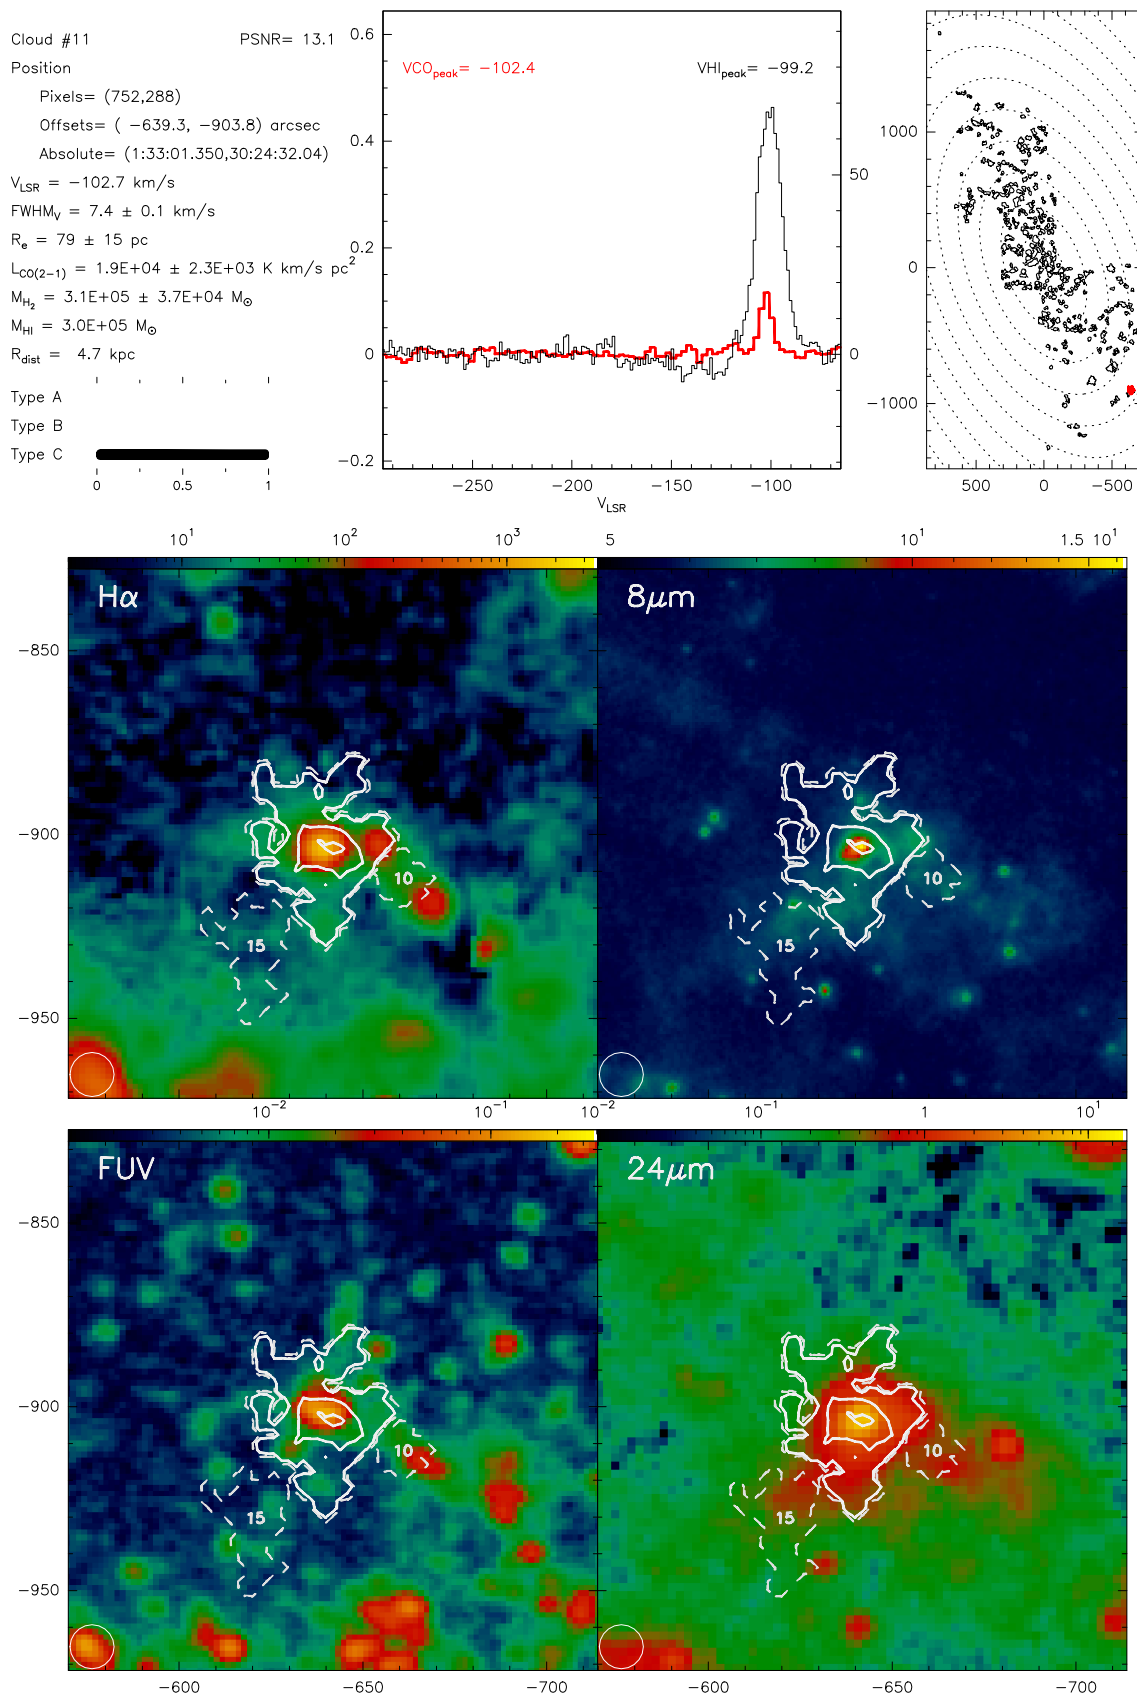 Cloud #11 PSNR= 13.1
Position
Pixels= (752,288)
Offsets= ( −639.3, −903.8) arcsec
Absolute= (1:33:01.350,30:24:32.04)
V_LSR = −102.7 km/s
FWHM_V = 7.4 ± 0.1 km/s
R_e = 79 ± 15 pc
L_CO(2−1) = 1.9E+04 ± 2.3E+03 K km/s pc²
M_H₂ = 3.1E+05 ± 3.7E+04 M⊙
M_HI = 3.0E+05 M⊙
R_dist = 4.7 kpc
Type A
Type B
Type C
0 0.5 1
VCO_peak= −102.4 VHI_peak= −99.2
0.6
0.4
0.2
0
−0.2
50
0
−250 −200 −150 −100
V_LSR
1000
0
−1000
500 0 −500
10¹ 10² 10³ 5 10¹ 1.5 10¹
Hα 8μm
−850
−900
−950
10 15
10 15
10⁻² 10⁻¹ 10⁻² 10⁻¹ 1 10¹
FUV 24μm
−850
−900
−950
10 15
10 15
−600 −650 −700 −600 −650 −700